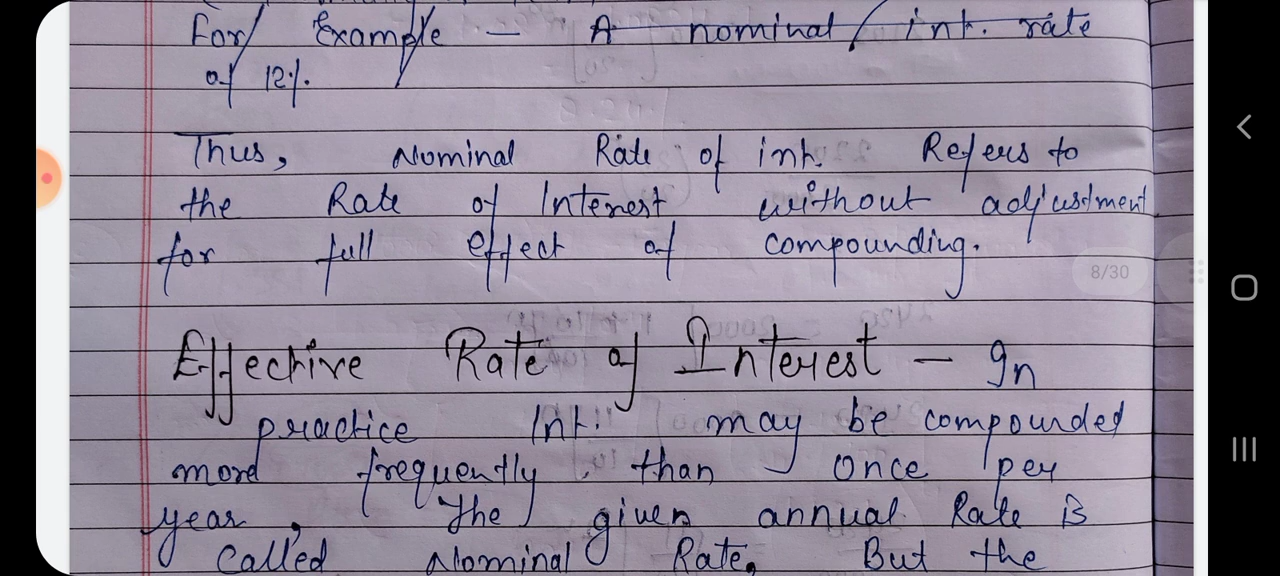 For Example – A nominal int. rate
of 12%.
Thus, Nominal Rate of int. Refers to
the Rate of Interest without adjustment
for full effect of compounding.
8/30
Effective Rate of Interest – In
practice Int. may be compounded
more frequently than once per
year, The given annual Rate is
called Nominal Rate. But the